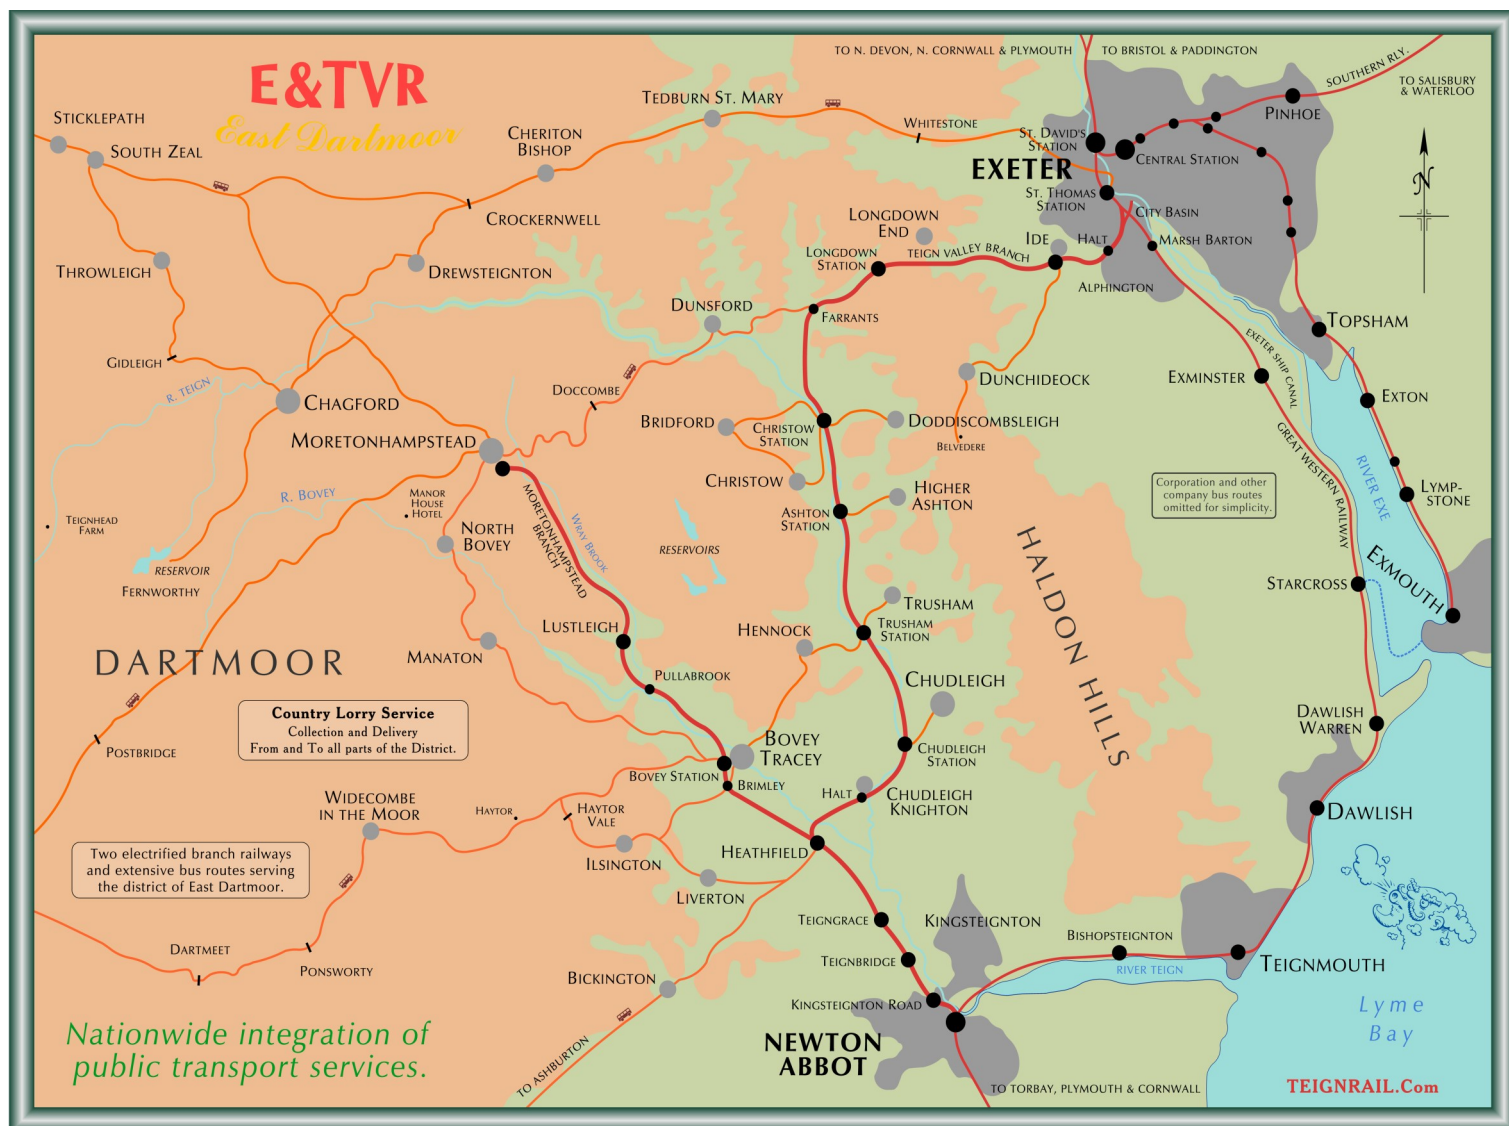 TO N. DEVON, N. CORNWALL & PLYMOUTH
TO BRISTOL & PADDINGTON
SOUTHERN RLY.
TO SALISBURY
& WATERLOO
E&TVR
East Dartmoor
STICKLEPATH
SOUTH ZEAL
CHERITON
BISHOP
TEDBURN ST. MARY
WHITESTONE
ST. DAVID'S
STATION
CENTRAL STATION
PINHOE
EXETER
ST. THOMAS
STATION
CITY BASIN
N
CROCKERNWELL
LONGDOWN
END
IDE
HALT
MARSH BARTON
THROWLEIGH
DREWSTEIGNTON
LONGDOWN
STATION
TEIGN VALLEY BRANCH
ALPHINGTON
DUNSFORD
FARRANTS
TOPSHAM
GIDLEIGH
R. TEIGN
DOCCOMBE
DUNCHIDEOCK
EXMINSTER
EXETER SHIP CANAL
EXTON
CHAGFORD
BRIDFORD
CHRISTOW
STATION
DODDISCOMBSLEIGH
BELVEDERE
GREAT WESTERN RAILWAY
RIVER EXE
MORETONHAMPSTEAD
CHRISTOW
HIGHER
ASHTON
Corporation and other
company bus routes
omitted for simplicity.
LYMP-
STONE
R. BOVEY
MANOR
HOUSE
HOTEL
MORETONHAMPSTEAD
BRANCH
WRAY BROOK
ASHTON
STATION
TEIGNHEAD
FARM
NORTH
BOVEY
RESERVOIRS
HALDON HILLS
RESERVOIR
FERNWORTHY
STARCROSS
EXMOUTH
TRUSHAM
TRUSHAM
STATION
LUSTLEIGH
HENNOCK
DARTMOOR
MANATON
PULLABROOK
CHUDLEIGH
Country Lorry Service
Collection and Delivery
From and To all parts of the District.
DAWLISH
WARREN
POSTBRIDGE
BOVEY
TRACEY
CHUDLEIGH
STATION
BOVEY STATION
BRIMLEY
HALT
CHUDLEIGH
KNIGHTON
WIDECOMBE
IN THE MOOR
HAYTOR
HAYTOR
VALE
DAWLISH
Two electrified branch railways
and extensive bus routes serving
the district of East Dartmoor.
ILSINGTON
HEATHFIELD
LIVERTON
TEIGNGRACE
KINGSTEIGNTON
BISHOPSTEIGNTON
DARTMEET
PONSWORTY
BICKINGTON
TEIGNBRIDGE
RIVER TEIGN
TEIGNMOUTH
KINGSTEIGNTON ROAD
Lyme
Bay
Nationwide integration of
public transport services.
NEWTON
ABBOT
TO ASHBURTON
TO TORBAY, PLYMOUTH & CORNWALL
TEIGNRAIL.Com